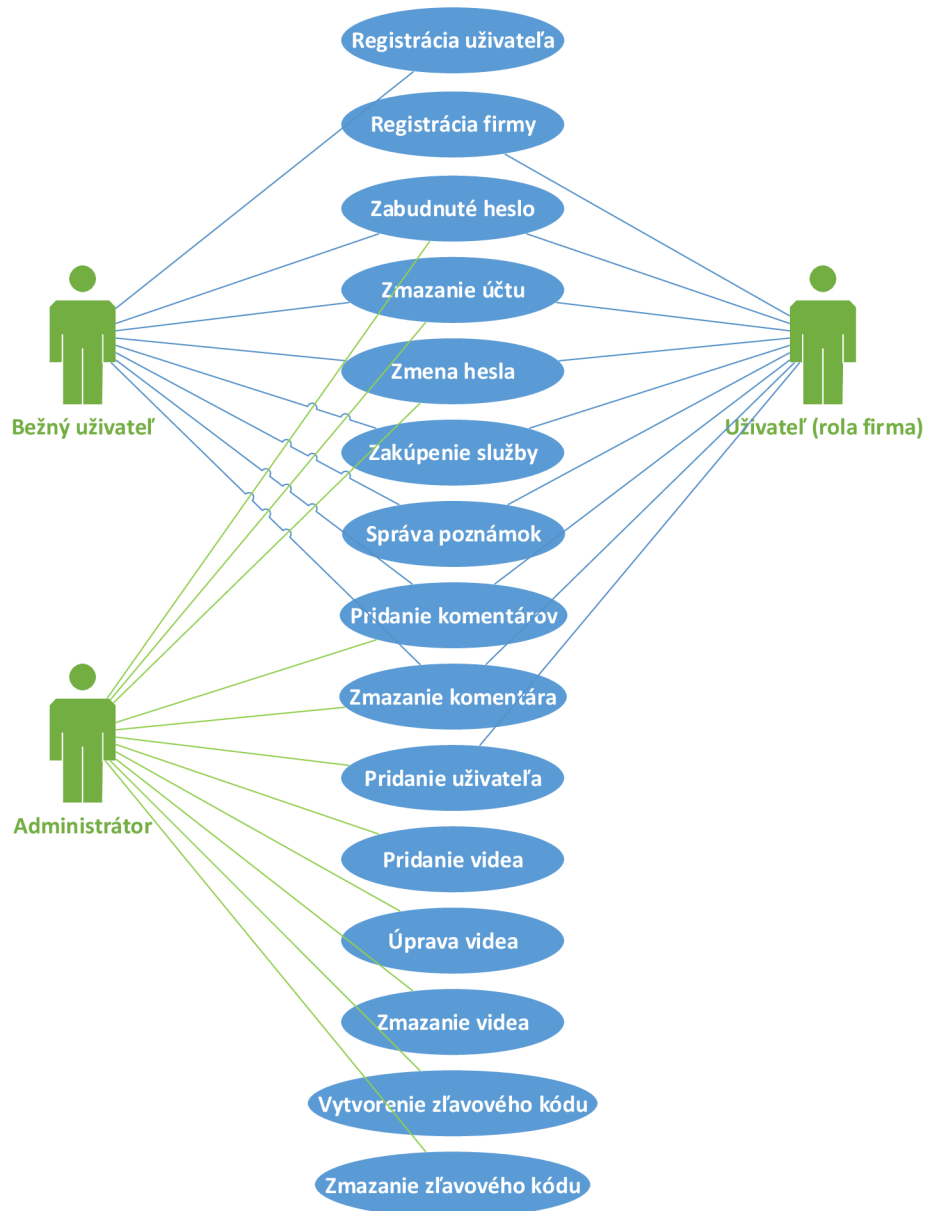 Registrácia uživateľa
Registrácia firmy
Zabudnuté heslo
Zmazanie účtu
Zmena hesla
Bežný uživateľ
Uživateľ (rola firma)
Zakúpenie služby
Správa poznámok
Pridanie komentárov
Zmazanie komentára
Pridanie uživateľa
Administrátor
Pridanie videa
Úprava videa
Zmazanie videa
Vytvorenie zľavového kódu
Zmazanie zľavového kódu